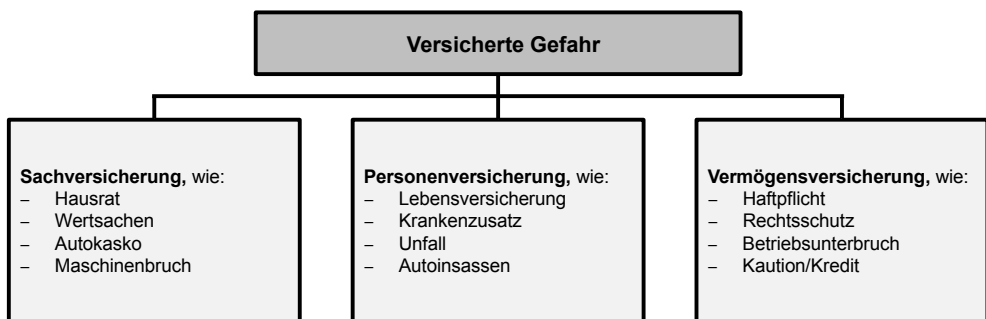 Versicherte Gefahr
Sachversicherung, wie:
– Hausrat
– Wertsachen
– Autokasko
– Maschinenbruch
Personenversicherung, wie:
– Lebensversicherung
– Krankenzusatz
– Unfall
– Autoinsassen
Vermögensversicherung, wie:
– Haftpflicht
– Rechtsschutz
– Betriebsunterbruch
– Kaution/Kredit